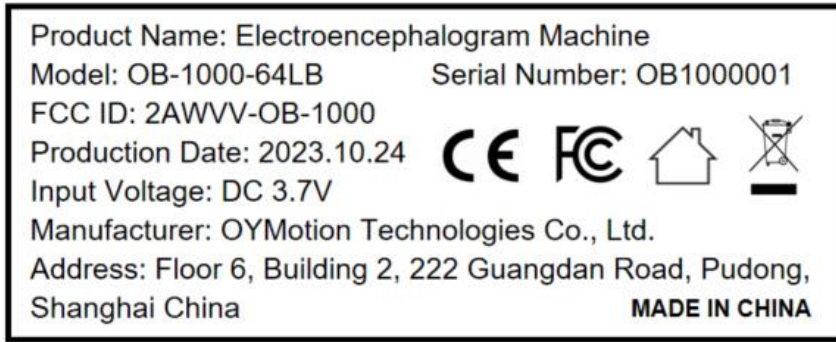 Product Name: Electroencephalogram Machine
Model: OB-1000-64LB Serial Number: OB1000001
FCC ID: 2AWVV-OB-1000
Production Date: 2023.10.24
CE FC
Input Voltage: DC 3.7V
Manufacturer: OYMotion Technologies Co., Ltd.
Address: Floor 6, Building 2, 222 Guangdan Road, Pudong,
Shanghai China MADE IN CHINA